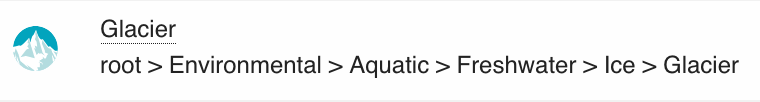 Glacier
root > Environmental > Aquatic > Freshwater > Ice > Glacier